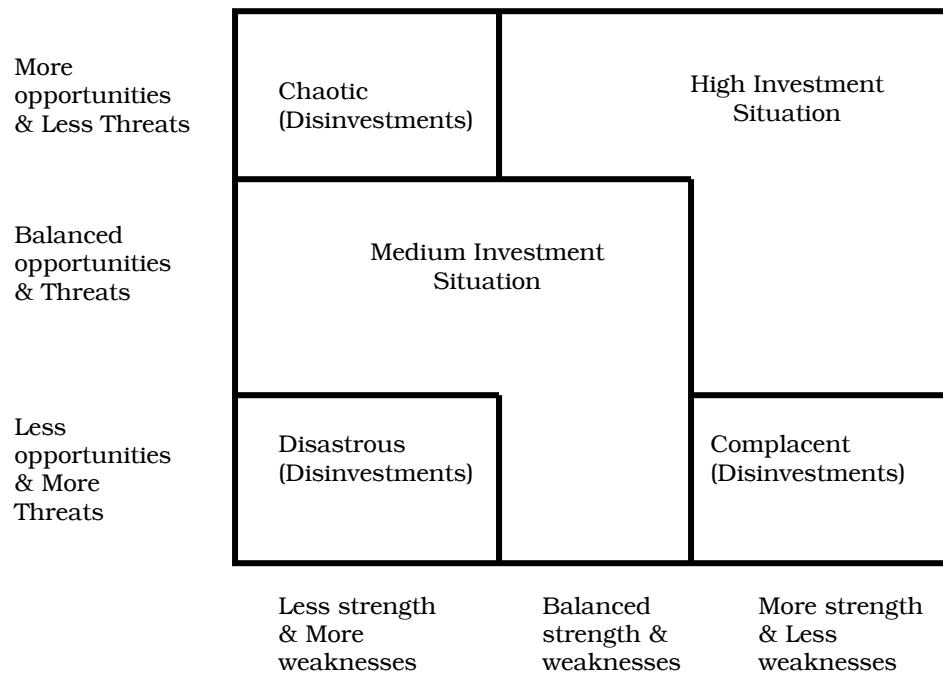 More
opportunities
& Less Threats
Chaotic
(Disinvestments)
High Investment
Situation
Balanced
opportunities
& Threats
Medium Investment
Situation
Less
opportunities
& More
Threats
Disastrous
(Disinvestments)
Complacent
(Disinvestments)
Less strength
& More
weaknesses
Balanced
strength &
weaknesses
More strength
& Less
weaknesses